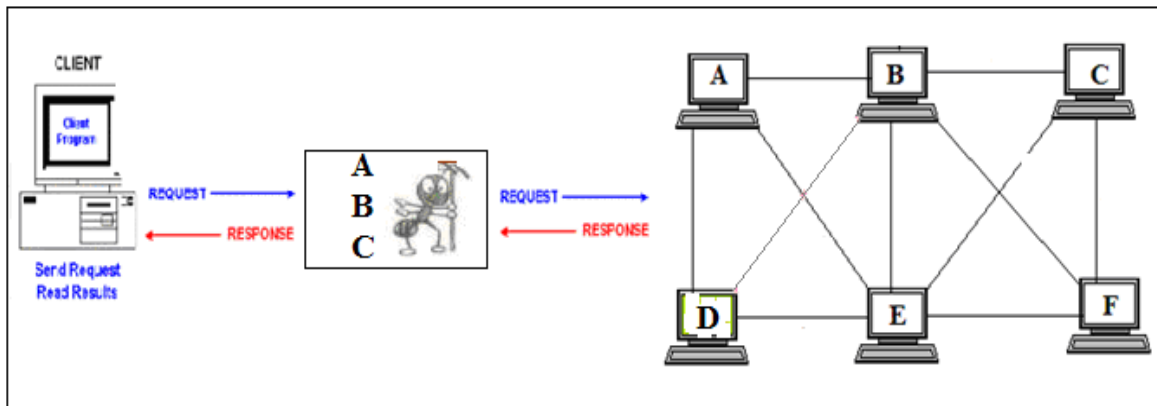 CLIENT
Client
Program
Send Request
Read Results
REQUEST
RESPONSE
A
B
C
REQUEST
RESPONSE
A
B
C
D
E
F